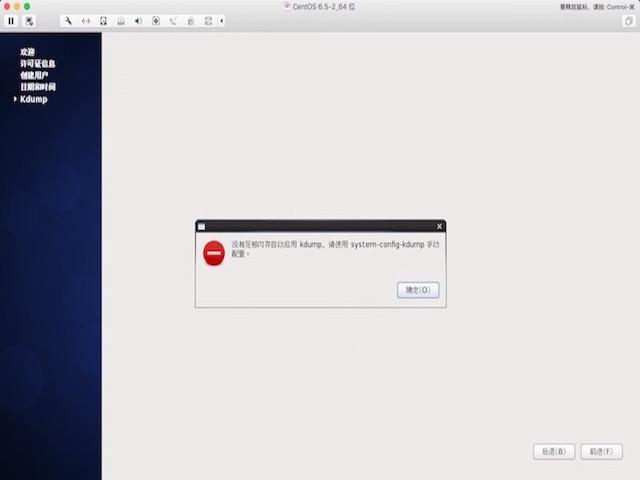 CentOS 6.5-2_64 位
要释放鼠标，请按: Control-⌘
欢迎
许可证信息
创建用户
日期和时间
Kdump
没有足够内存自动启用 kdump，请使用 system-config-kdump 手动
配置。
确定(O)
后退(B)
前进(F)